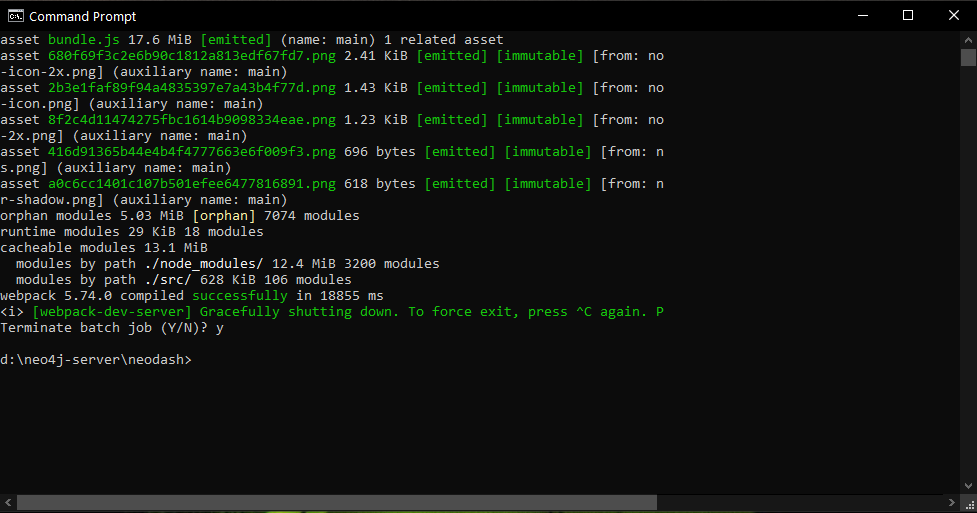 Command Prompt
asset bundle.js 17.6 MiB [emitted] (name: main) 1 related asset
asset 680f69f3c2e6b90c1812a813edf67fd7.png 2.41 KiB [emitted] [immutable] [from: no
-icon-2x.png] (auxiliary name: main)
asset 2b3e1faf89f94a4835397e7a43b4f77d.png 1.43 KiB [emitted] [immutable] [from: no
-icon.png] (auxiliary name: main)
asset 8f2c4d11474275fbc1614b9098334eae.png 1.23 KiB [emitted] [immutable] [from: no
-2x.png] (auxiliary name: main)
asset 416d91365b44e4b4f4777663e6f009f3.png 696 bytes [emitted] [immutable] [from: n
s.png] (auxiliary name: main)
asset a0c6cc1401c107b501efee6477816891.png 618 bytes [emitted] [immutable] [from: n
r-shadow.png] (auxiliary name: main)
orphan modules 5.03 MiB [orphan] 7074 modules
runtime modules 29 KiB 18 modules
cacheable modules 13.1 MiB
  modules by path ./node_modules/ 12.4 MiB 3200 modules
  modules by path ./src/ 628 KiB 106 modules
webpack 5.74.0 compiled successfully in 18855 ms
<i> [webpack-dev-server] Gracefully shutting down. To force exit, press ^C again. P
Terminate batch job (Y/N)? y
d:\neo4j-server\neodash>